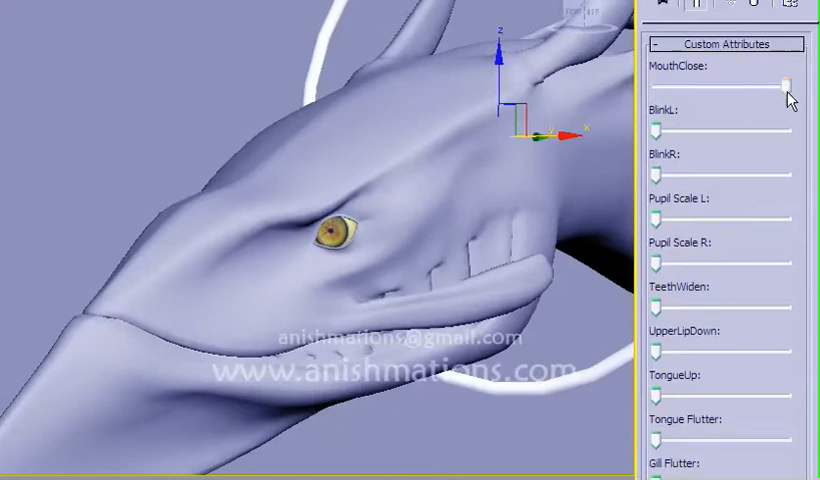 Custom Attributes
MouthClose:
BlinkL:
BlinkR:
Pupil Scale L:
Pupil Scale R:
TeethWiden:
UpperLipDown:
TongueUp:
Tongue Flutter:
Gill Flutter:
z
y x
anishmations@gmail.com
www.anishmations.com